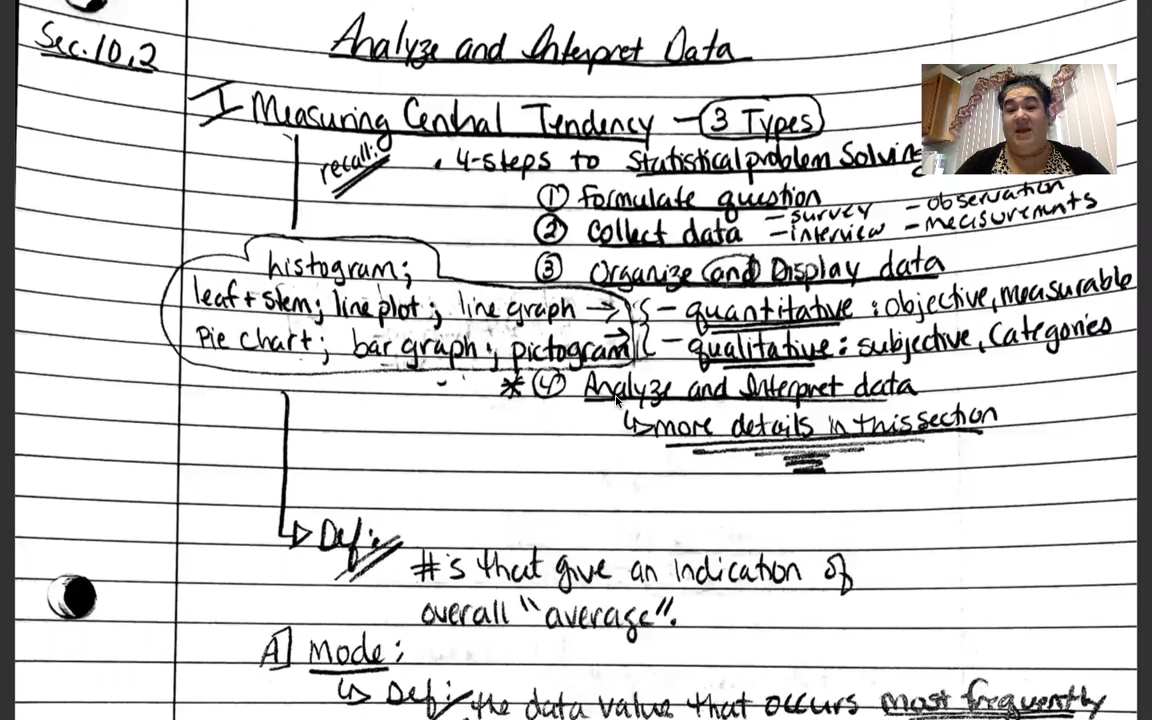 Sec. 10.2
Analyze and Interpret Data
I Measuring Central Tendency - 3 Types
recall: • 4-steps to Statistical problem Solving
① formulate question
② Collect data - survey - observation
- interview - measurements
③ Organize and Display data
histogram;
leaf + stem; line plot; line graph → - quantitative : objective, measurable
Pie chart; bar graph; pictogram → - qualitative : subjective, Categories
* ④ Analyze and Interpret data
↳ more details in this section
↳ Def:
#s that give an indication of
overall "average".
A] Mode:
↳ Def: the data value that occurs most frequently